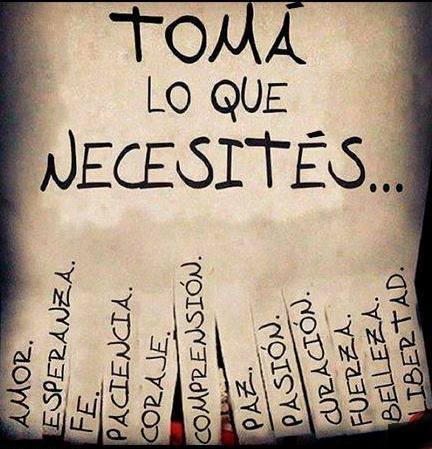 TOMÁ
LO QUE
NECESITÉS...
AMOR.
ESPERANZA.
FE.
PACIENCIA.
CORAJE.
COMPRENSIÓN.
PAZ.
PASIÓN.
CURACIÓN.
FUERZA.
BELLEZA.
LIBERTAD.